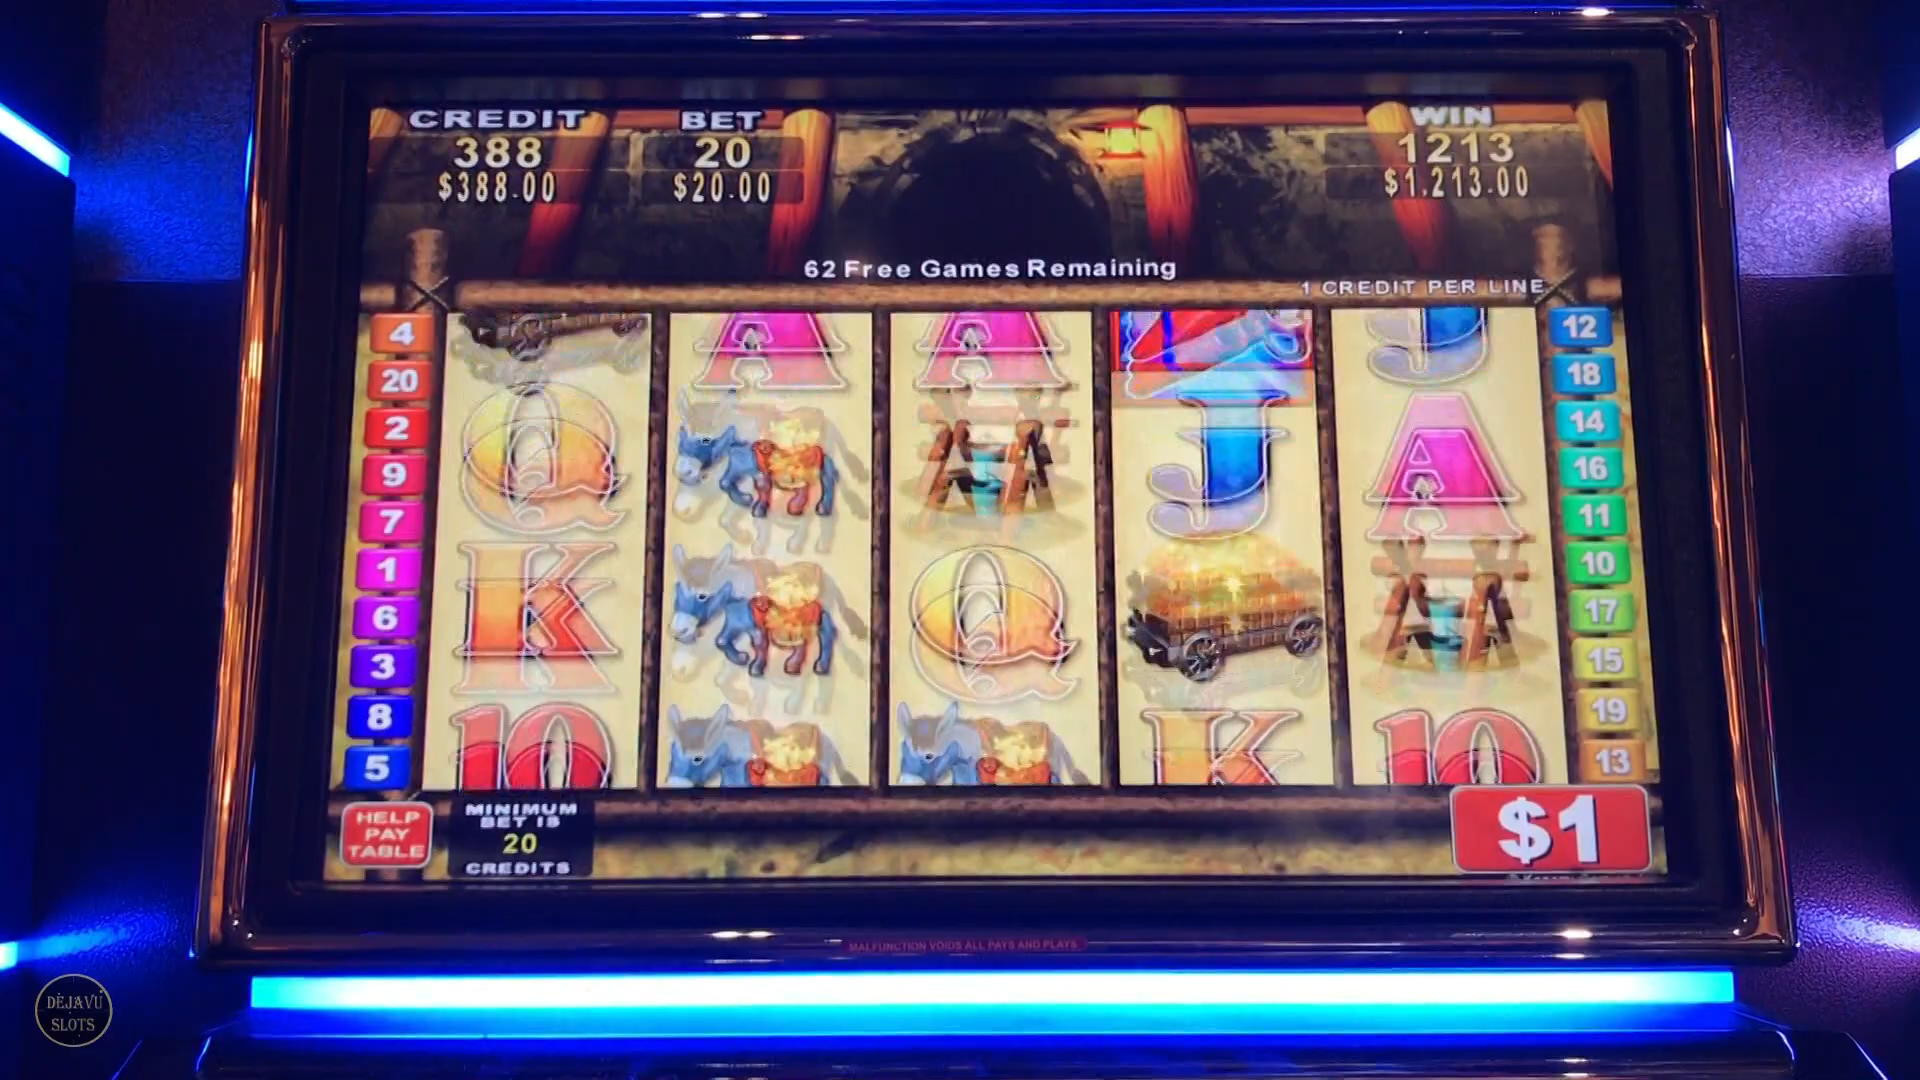 CREDIT
388
$388.00
BET
20
$20.00
WIN
1213
$1,213.00
62 Free Games Remaining
1 CREDIT PER LINE
4
20
2
9
7
1
6
3
8
5
Q
K
10
A
A
Q
J
K
J
A
10
12
18
14
16
11
10
17
15
19
13
HELP
PAY
TABLE
MINIMUM
BET IS
20
CREDITS
$1
MALFUNCTION VOIDS ALL PAYS AND PLAYS
DEJAVU
SLOTS